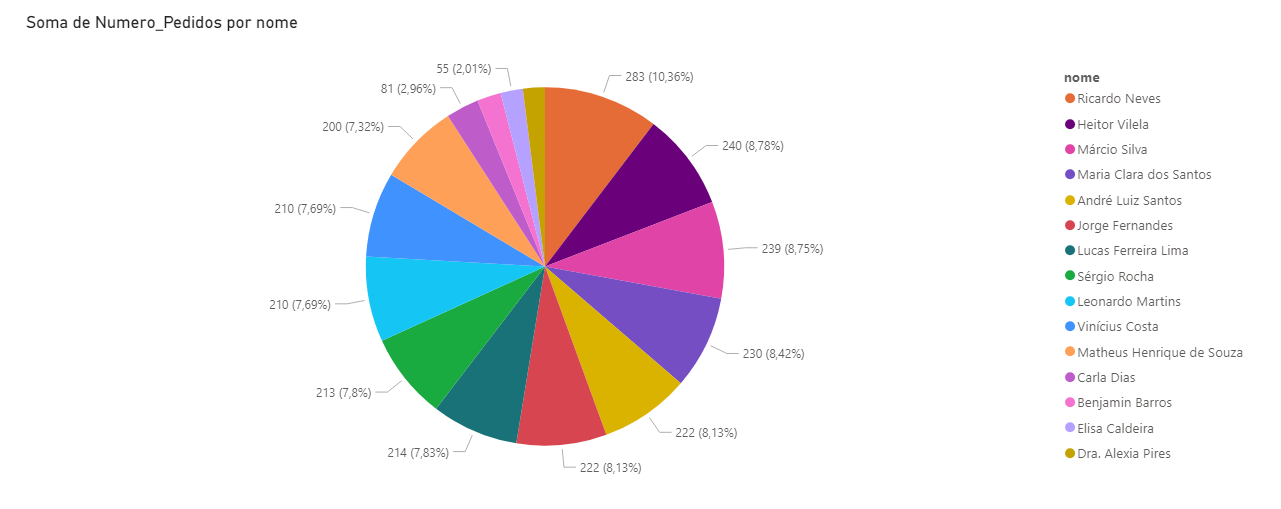 Soma de Numero_Pedidos por nome
283 (10,36%)
240 (8,78%)
239 (8,75%)
230 (8,42%)
222 (8,13%)
222 (8,13%)
214 (7,83%)
213 (7,8%)
210 (7,69%)
210 (7,69%)
200 (7,32%)
81 (2,96%)
55 (2,01%)
nome
Ricardo Neves
Heitor Vilela
Márcio Silva
Maria Clara dos Santos
André Luiz Santos
Jorge Fernandes
Lucas Ferreira Lima
Sérgio Rocha
Leonardo Martins
Vinícius Costa
Matheus Henrique de Souza
Carla Dias
Benjamin Barros
Elisa Caldeira
Dra. Alexia Pires